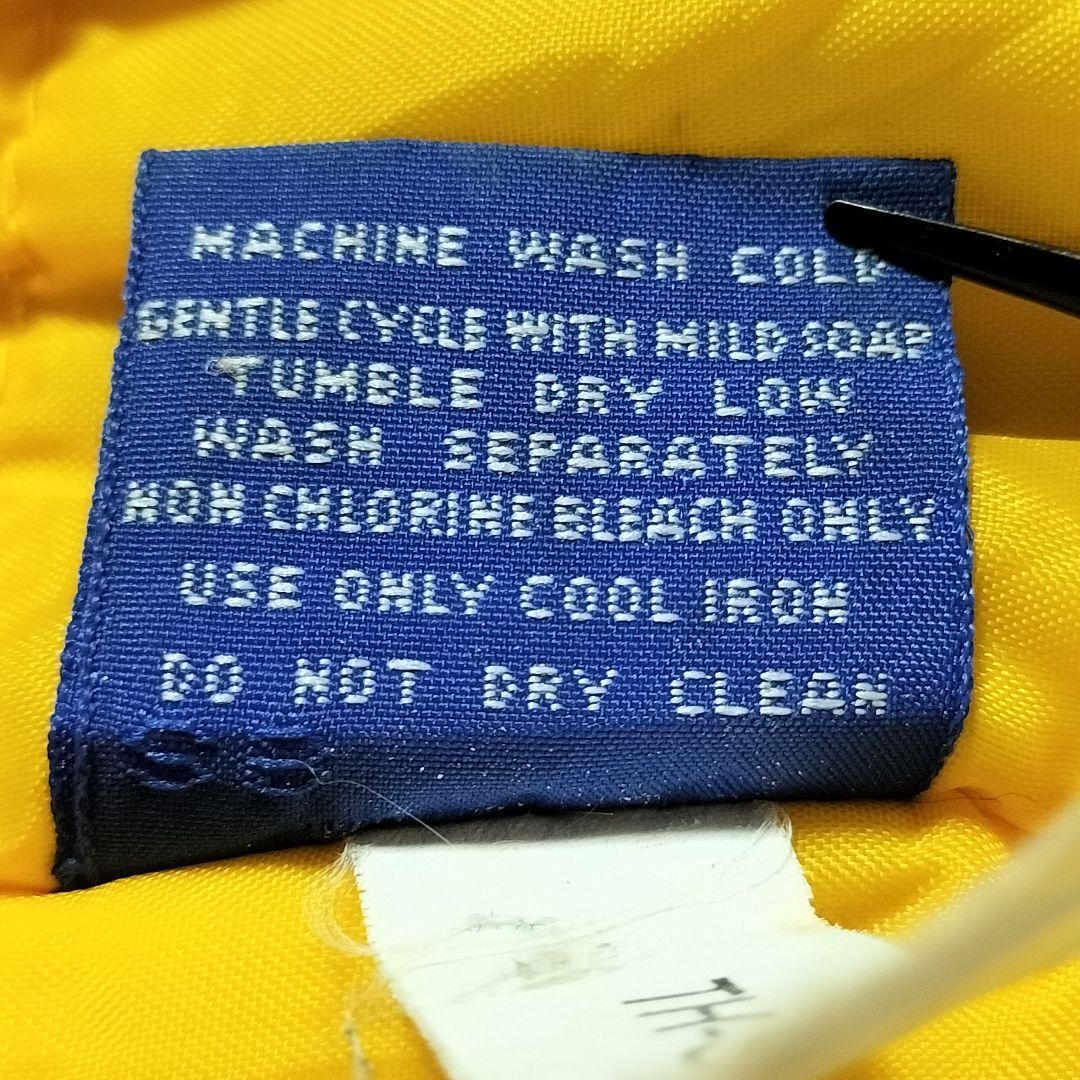 MACHINE WASH COLD
GENTLE CYCLE WITH MILD SOAP
TUMBLE DRY LOW
WASH SEPARATELY
NON CHLORINE BLEACH ONLY
USE ONLY COOL IRON
DO NOT DRY CLEAN